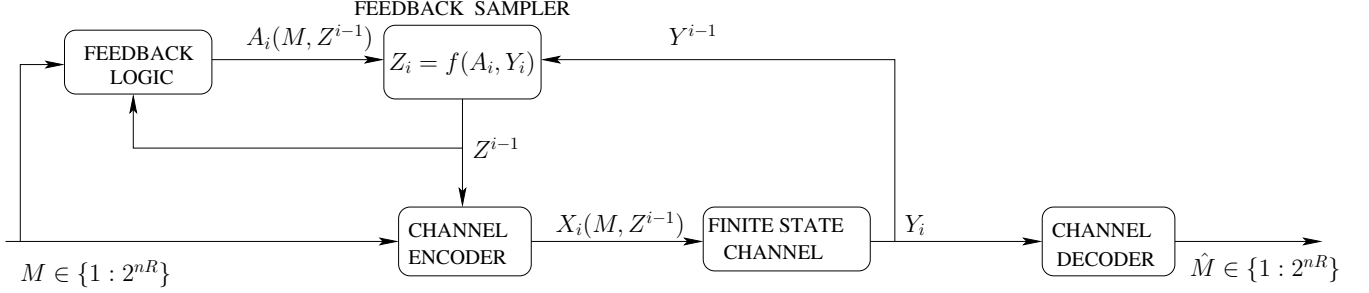 FEEDBACK SAMPLER
FEEDBACK
LOGIC
A_i(M, Z^{i−1})
Z_i = f(A_i, Y_i)
Y^{i−1}
Z^{i−1}
CHANNEL
ENCODER
X_i(M, Z^{i−1})
FINITE STATE
CHANNEL
Y_i
CHANNEL
DECODER
M ∈ {1 : 2^{nR}}
M̂ ∈ {1 : 2^{nR}}